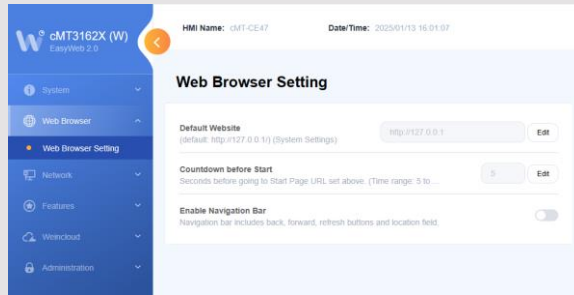 cMT3162X (W)
EasyWeb 2.0
HMI Name: cMT-CE47 Date/Time: 2025/01/13 16:01:07
System
Web Browser
Web Browser Setting
Network
Features
Weincloud
Administration
Web Browser Setting
Default Website
(default: http://127.0.0.1/) (System Settings)
http://127.0.0.1
Edit
Countdown before Start
Seconds before going to Start Page URL set above. (Time range: 5 to ...
5
Edit
Enable Navigation Bar
Navigation bar includes back, forward, refresh buttons and location field.